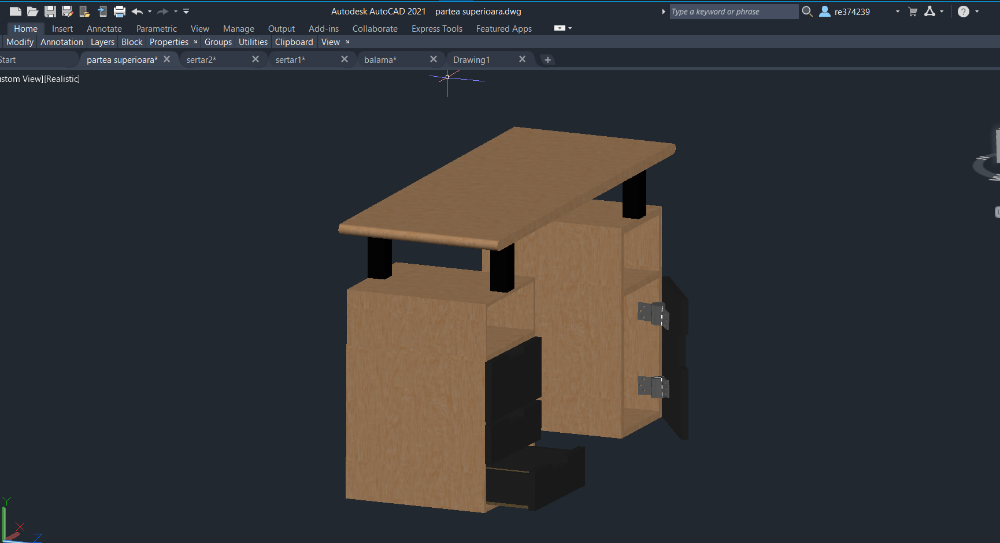 Autodesk AutoCAD 2021 partea superioara.dwg Type a keyword or phrase re374239
Home Insert Annotate Parametric View Manage Output Add-ins Collaborate Express Tools Featured Apps
Modify Annotation Layers Block Properties Groups Utilities Clipboard View
Start partea superioara* sertar2* sertar1* balama* Drawing1
ustom View][Realistic]
Y
X
Z